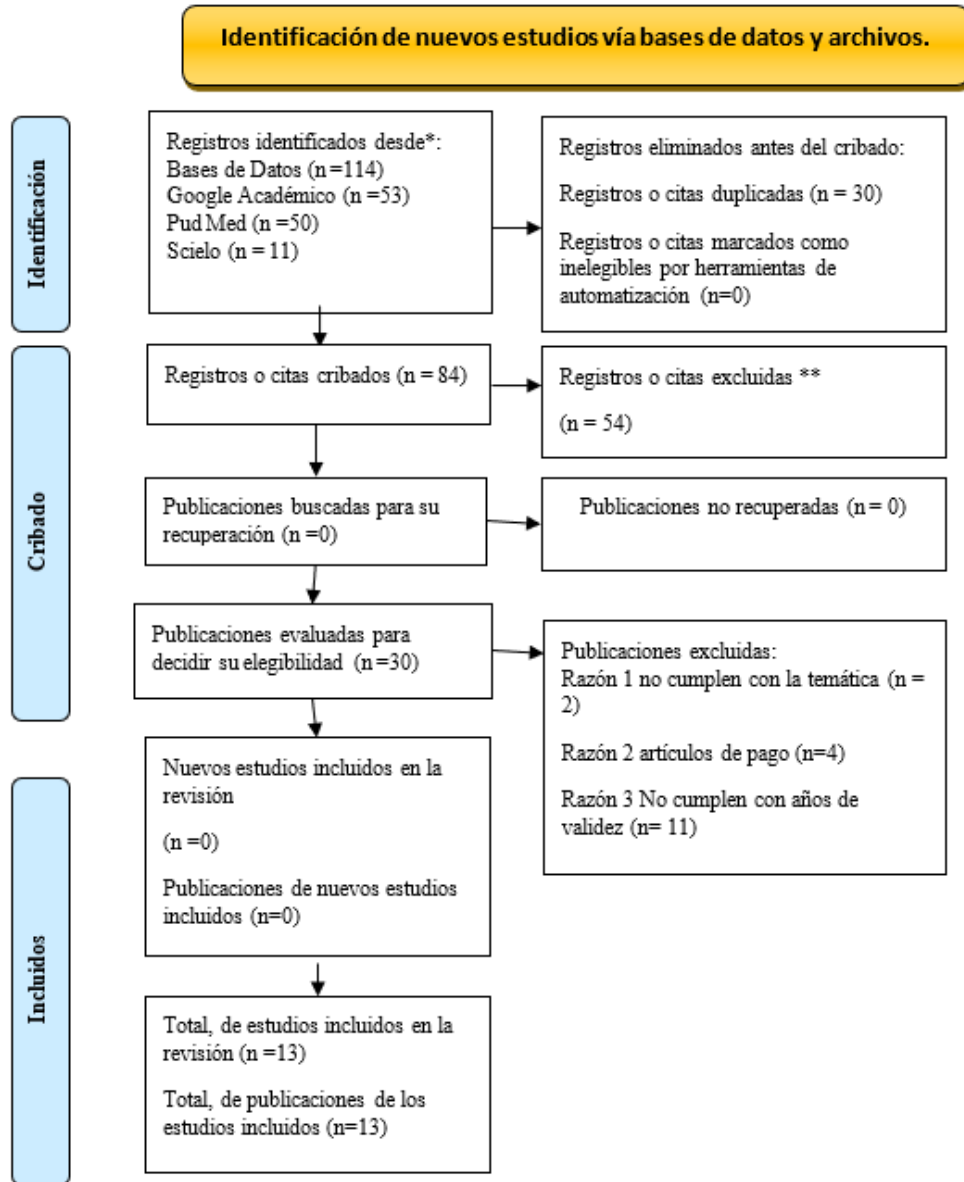 Identificación de nuevos estudios vía bases de datos y archivos.
Identificación
Registros identificados desde*:
Bases de Datos (n =114)
Google Académico (n =53)
Pud Med (n =50)
Scielo (n = 11)
Registros eliminados antes del cribado:
Registros o citas duplicadas (n = 30)
Registros o citas marcados como
inelegibles por herramientas de
automatización (n=0)
Cribado
Registros o citas cribados (n = 84)
Registros o citas excluidas **
(n = 54)
Publicaciones buscadas para su
recuperación (n =0)
Publicaciones no recuperadas (n = 0)
Publicaciones evaluadas para
decidir su elegibilidad (n =30)
Publicaciones excluidas:
Razón 1 no cumplen con la temática (n =
2)
Razón 2 artículos de pago (n=4)
Razón 3 No cumplen con años de
validez (n= 11)
Incluidos
Nuevos estudios incluidos en la
revisión
(n =0)
Publicaciones de nuevos estudios
incluidos (n=0)
Total, de estudios incluidos en la
revisión (n =13)
Total, de publicaciones de los
estudios incluidos (n=13)